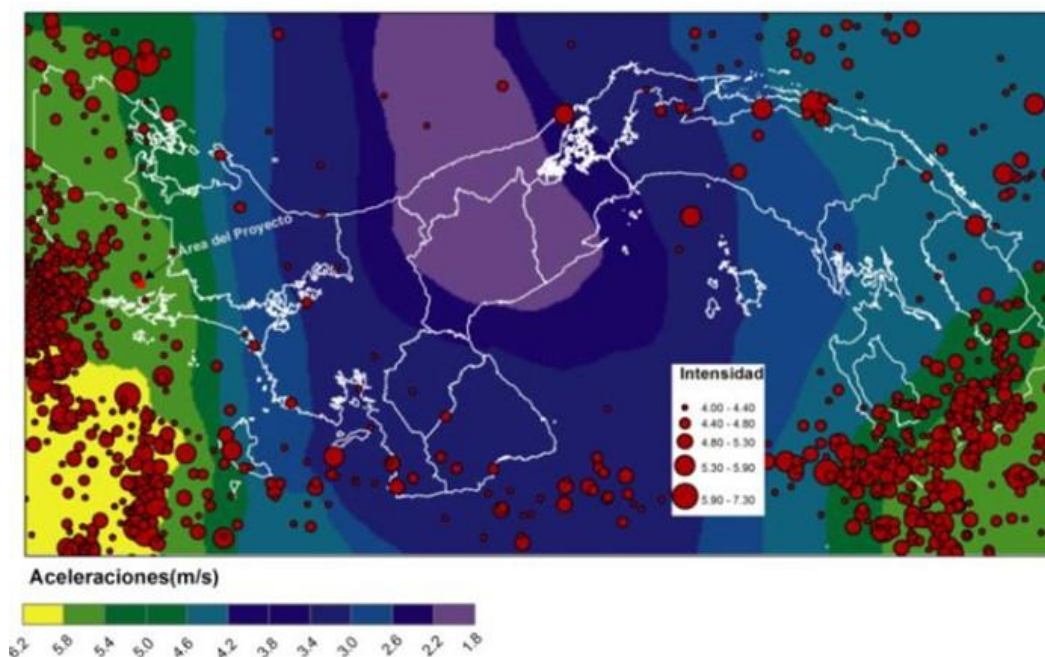 Área del Proyecto
Intensidad
4.00 - 4.40
4.40 - 4.80
4.80 - 5.30
5.30 - 5.90
5.90 - 7.30
Aceleraciones(m/s)
6.2 5.8 5.4 5.0 4.6 4.2 3.8 3.4 3.0 2.6 2.2 1.8